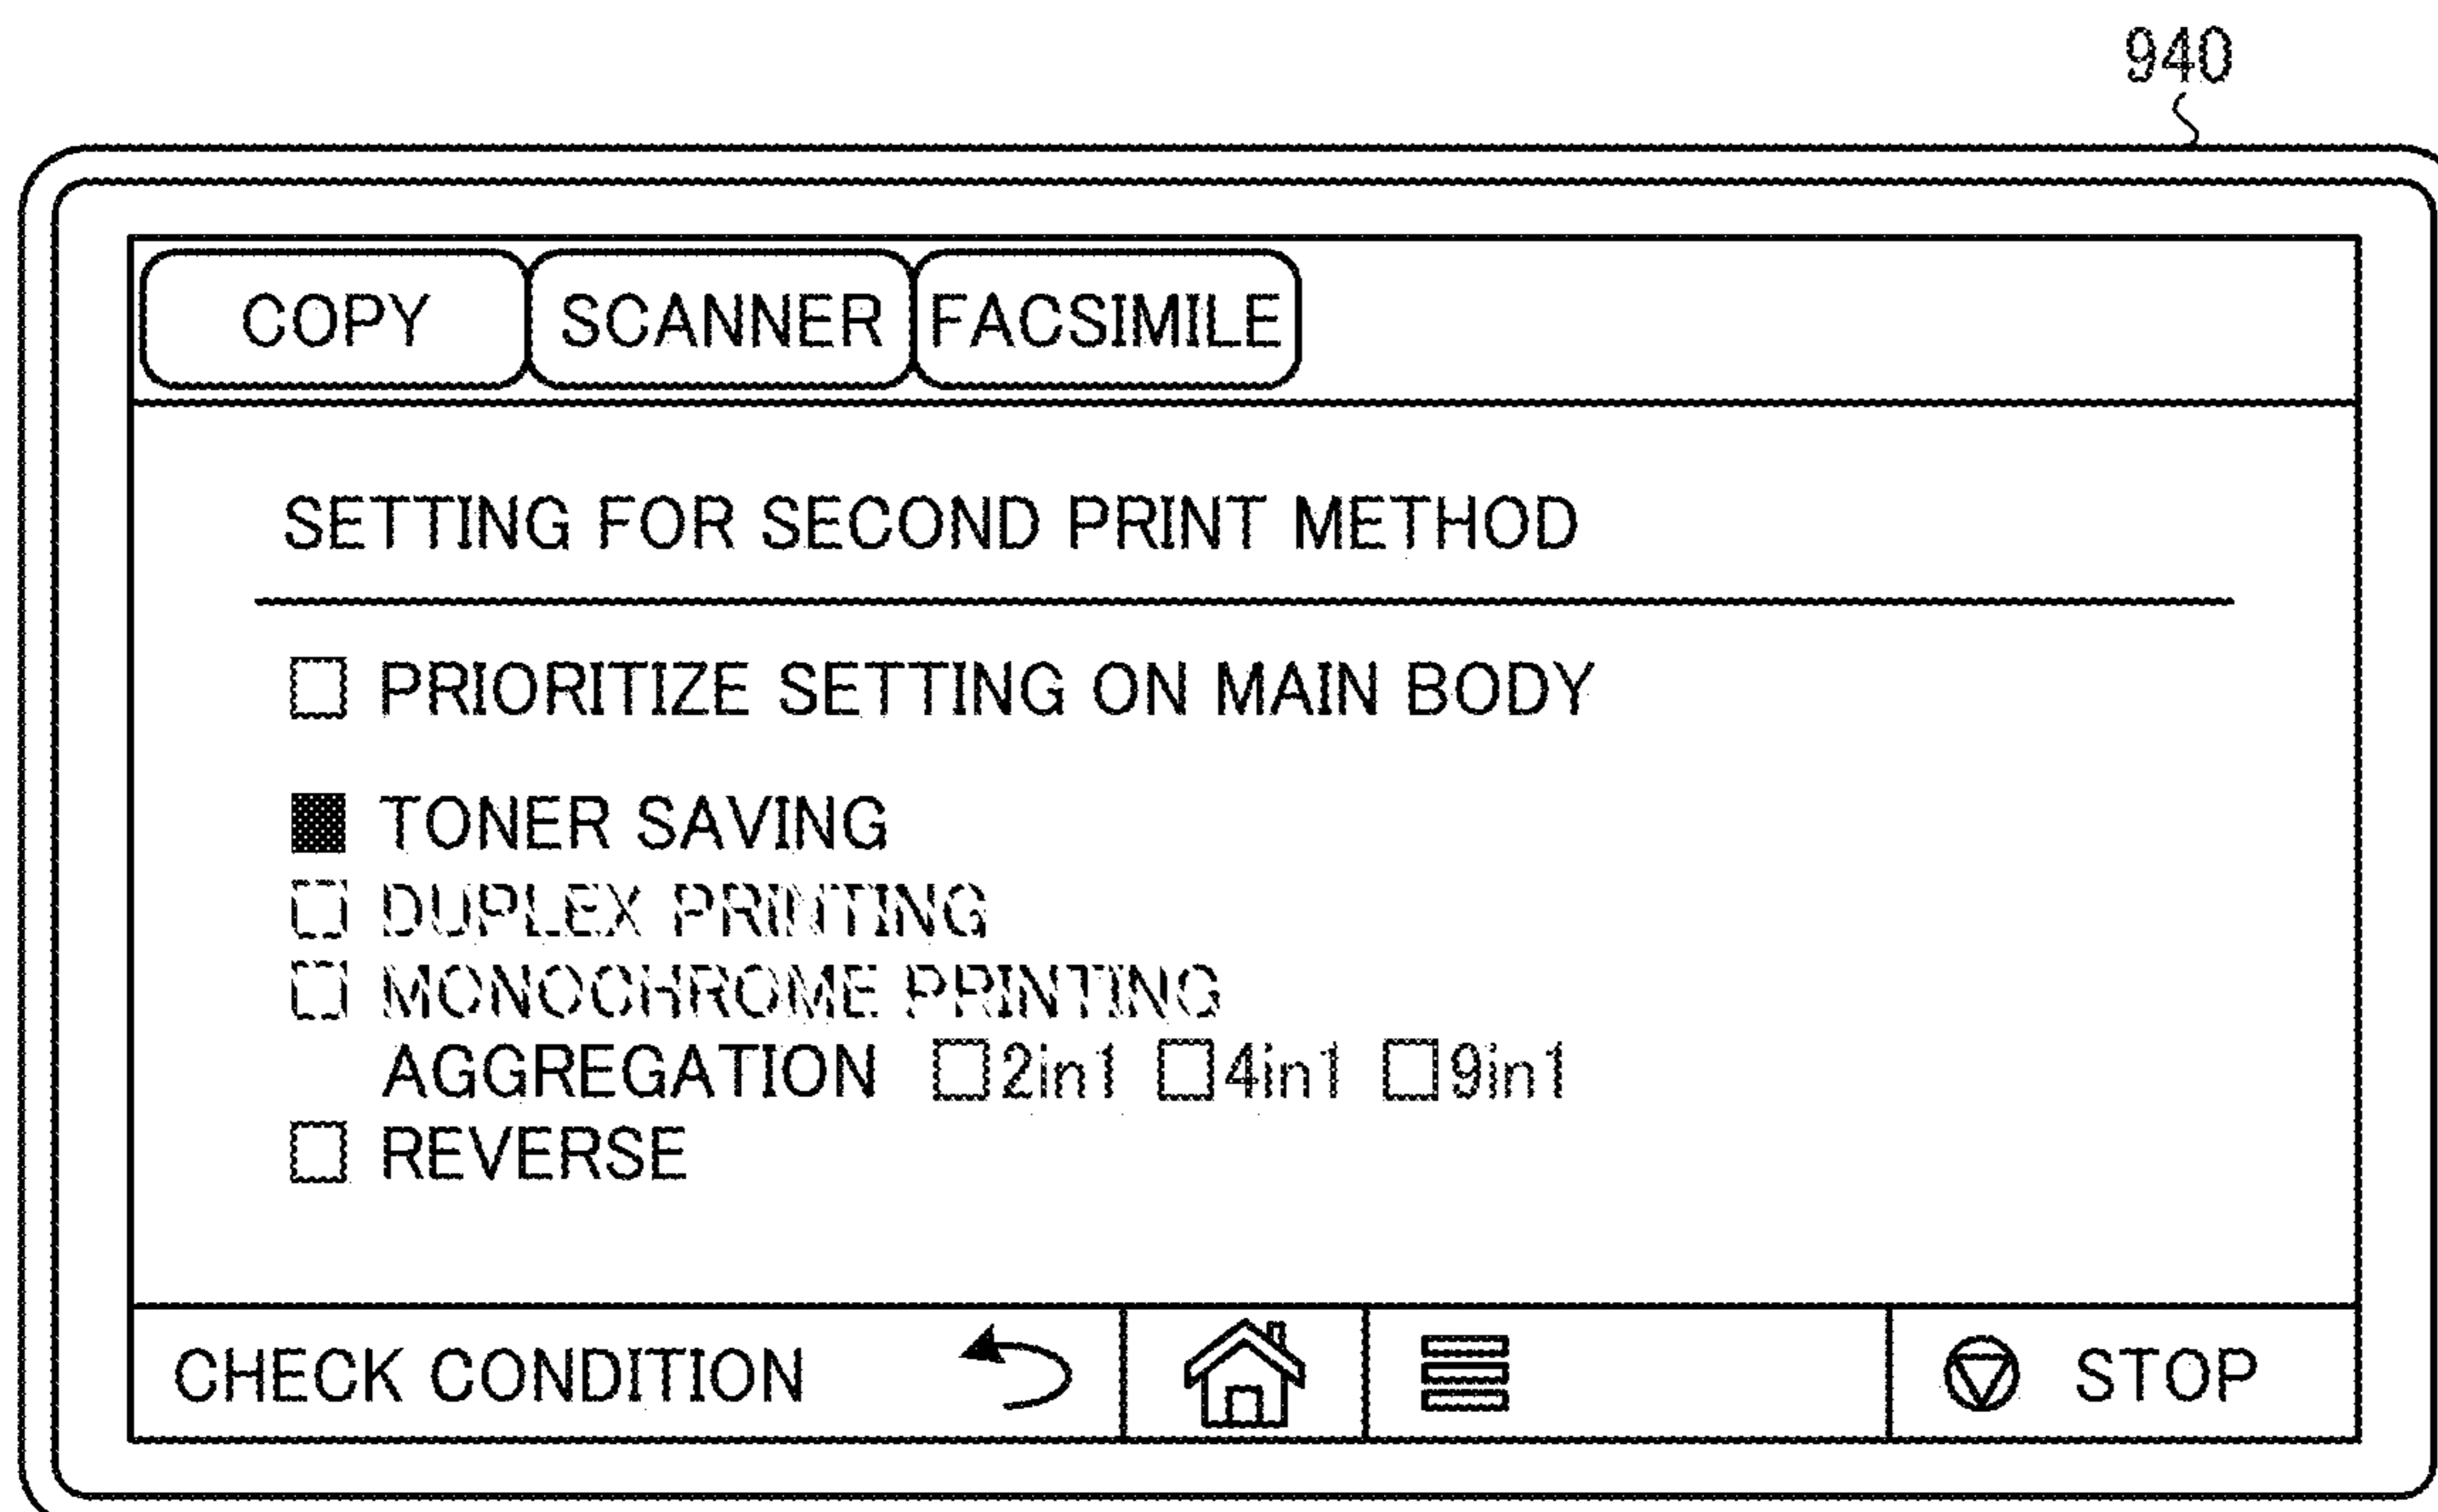 940
COPY SCANNER FACSIMILE
SETTING FOR SECOND PRINT METHOD
PRIORITIZE SETTING ON MAIN BODY
TONER SAVING
DUPLEX PRINTING
MONOCHROME PRINTING
AGGREGATION 2in1 4in1 9in1
REVERSE
CHECK CONDITION STOP